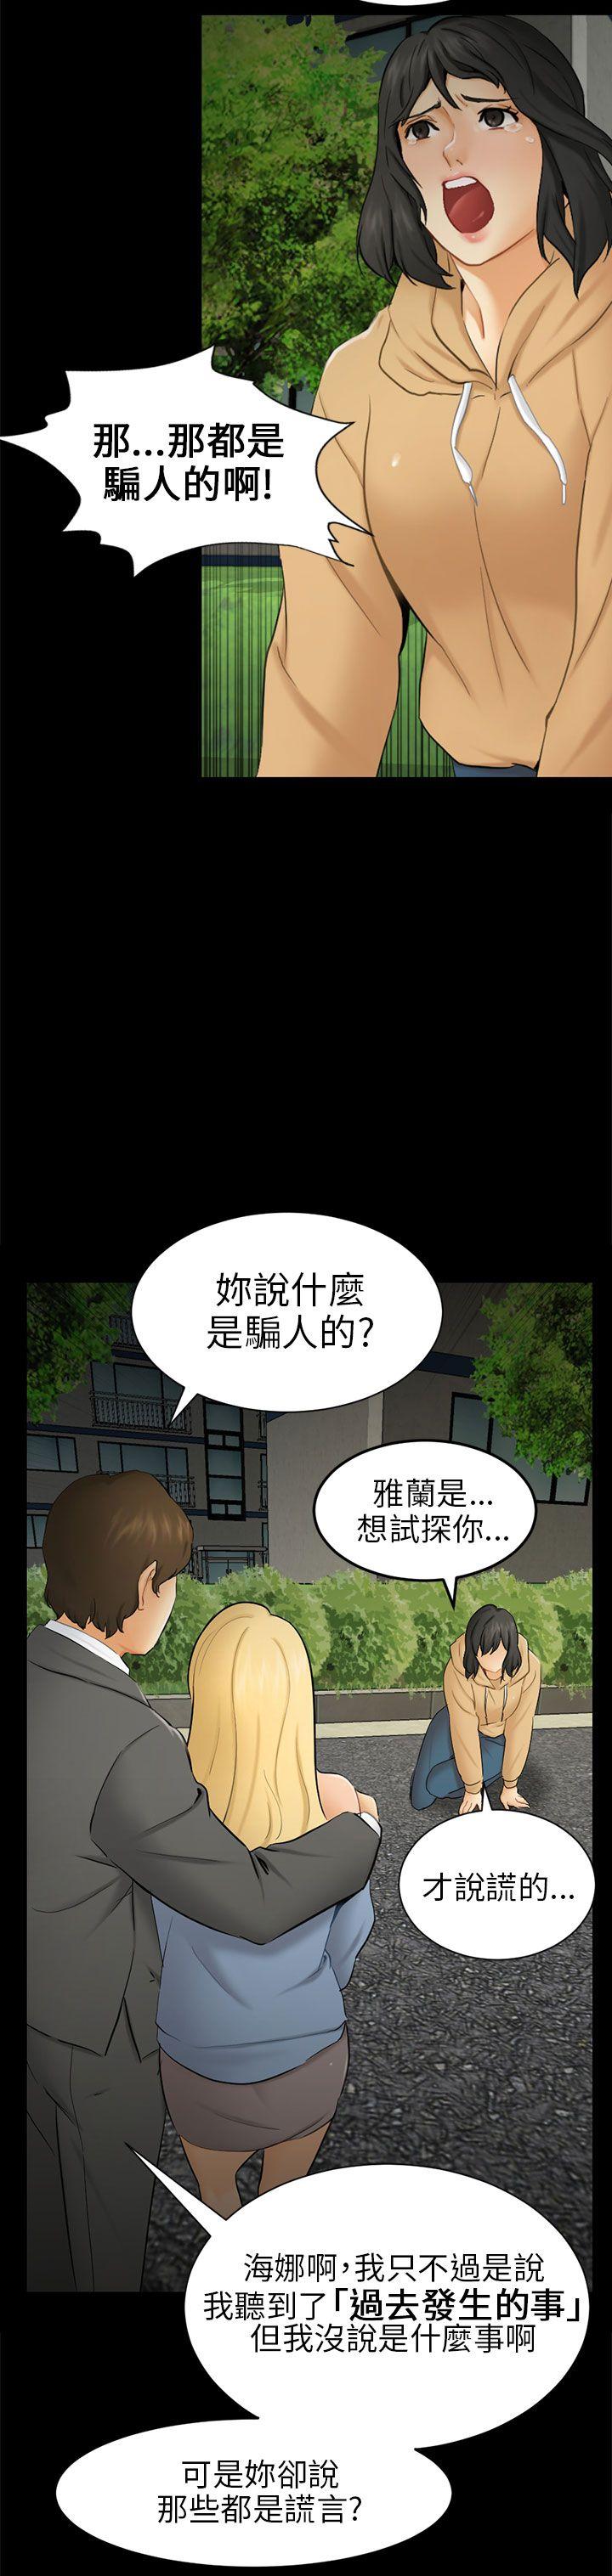 那...那都是
騙人的啊!
妳說什麼
是騙人的?
雅蘭是...
想試探你...
才說謊的...
海娜啊,我只不過是說
我聽到了「過去發生的事」
但我沒說是什麼事啊
可是妳卻說
那些都是謊言?